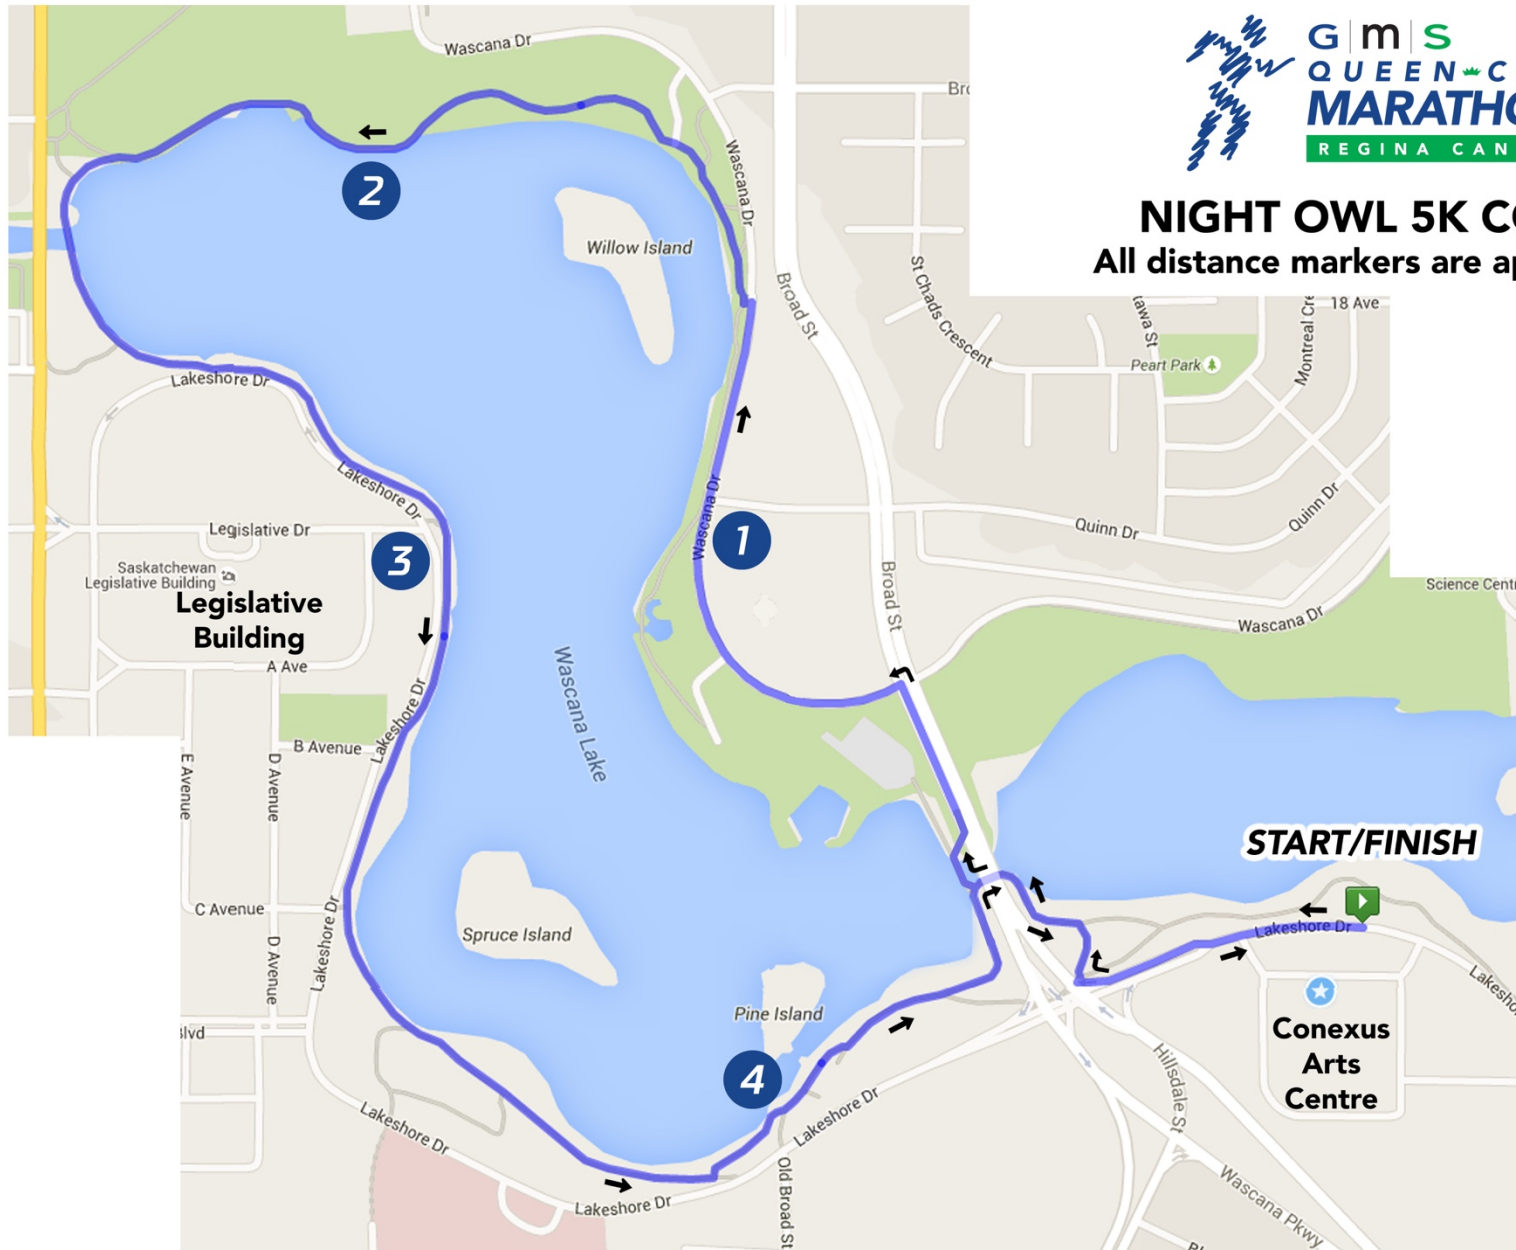 Wascana Dr
G|m|S
QUEEN C
MARATHO
REGINA CAN
NIGHT OWL 5K CO
All distance markers are ap
2
Willow Island
Wascana Dr
Broad St
St Chads Crescent
18 Ave
Montreal Cre
Peart Park
Lakeshore Dr
Lakeshore Dr
Legislative Dr
Saskatchewan
Legislative Building
Legislative
Building
3
Wascana Dr
1
Quinn Dr
Quinn Dr
Broad St
Science Cent
Wascana Dr
A Ave
Lakeshore Dr
B Avenue
E Avenue
D Avenue
Wascana Lake
START/FINISH
Lakeshore Dr
C Avenue
D Avenue
Lakeshore Dr
Spruce Island
Pine Island
Lakesho
Conexus
Arts
Centre
Blvd
4
Hillsdale St
Lakeshore Dr
Lakeshore Dr
Lakeshore Dr
Old Broad St
Wascana Pkwy